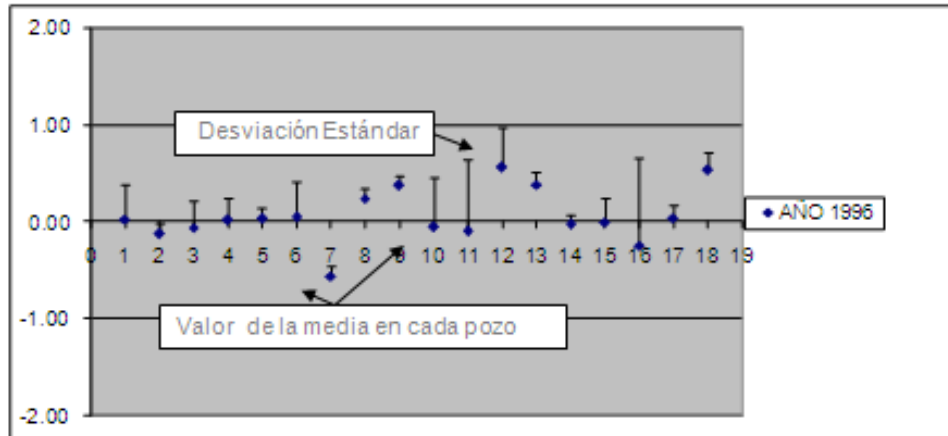 2.00
1.00
Desviación Estándar
0.00
0 1 2 3 4 5 6 7 8 9 10 11 12 13 14 15 16 17 18 19
AÑO 1996
-1.00
Valor de la media en cada pozo
-2.00